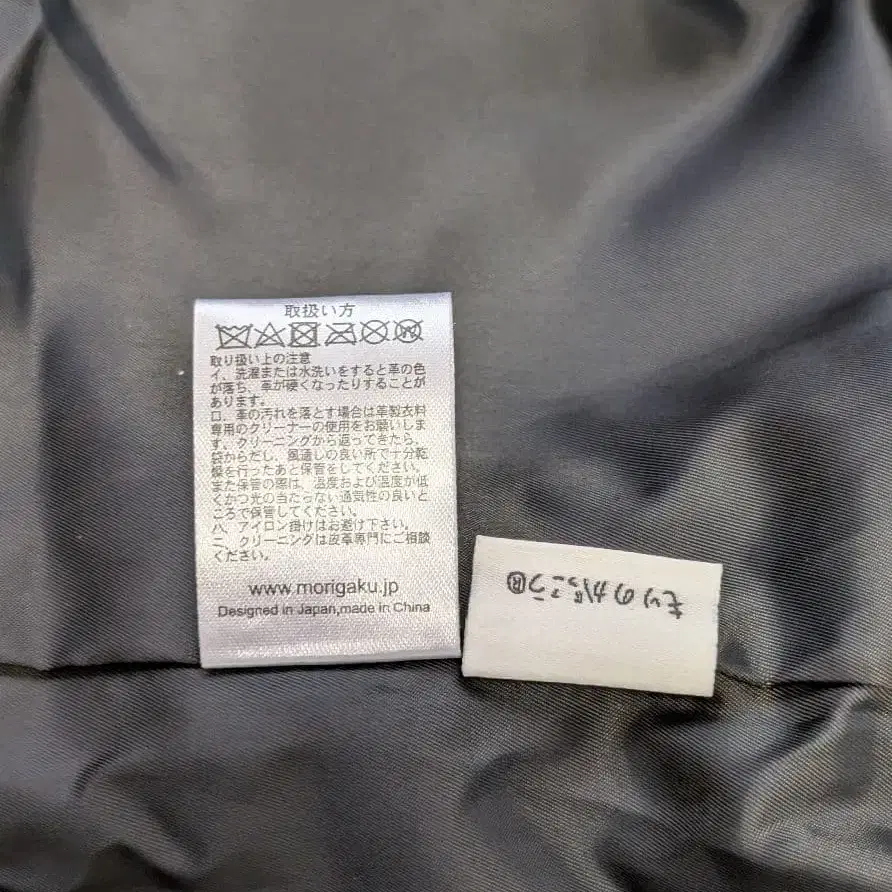 取扱い方
取り扱い上の注意
イ、洗濯または水洗いをすると革の色
が落ち、革が硬くなったりすることが
あります。
ロ、革の汚れを落とす場合は革製衣料
専用のクリーナーの使用をお願いしま
す。クリーニングから返ってきたら、
袋からだし、風通しの良い所で十分乾
燥を行ったあと保管をしてください。
また保管の際は、温度および湿度が低
くかつ光の当たらない通気性の良いと
ころで保管してください。
ハ、アイロン掛けはお避け下さい。
ニ、クリーニングは皮革専門にご相談
ください。
www.morigaku.jp
Designed in Japan,made in China
もりのがっこう®